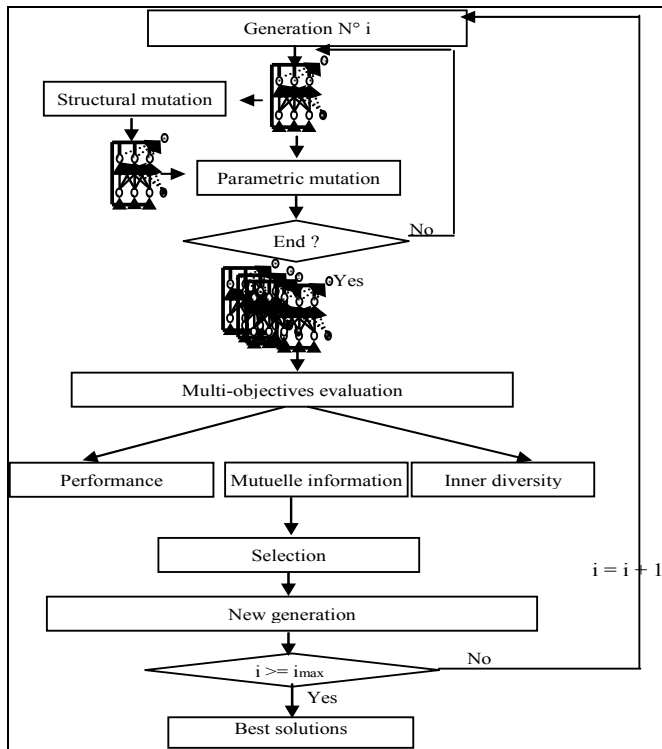 Generation N° i
Structural mutation
Parametric mutation
End ?
No
Yes
Multi-objectives evaluation
Performance
Mutuelle information
Inner diversity
Selection
i = i + 1
New generation
i >= imax
No
Yes
Best solutions